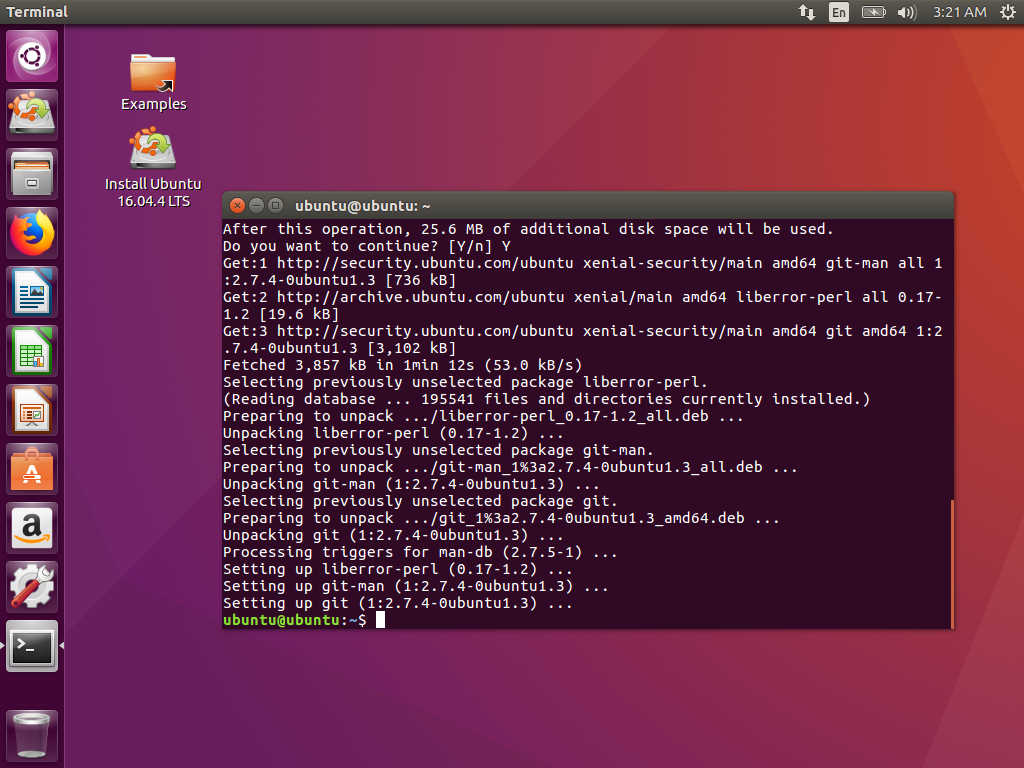 Terminal
En
3:21 AM
Examples
Install Ubuntu
16.04.4 LTS
ubuntu@ubuntu: ~
After this operation, 25.6 MB of additional disk space will be used.
Do you want to continue? [Y/n] Y
Get:1 http://security.ubuntu.com/ubuntu xenial-security/main amd64 git-man all 1
:2.7.4-0ubuntu1.3 [736 kB]
Get:2 http://archive.ubuntu.com/ubuntu xenial/main amd64 liberror-perl all 0.17-
1.2 [19.6 kB]
Get:3 http://security.ubuntu.com/ubuntu xenial-security/main amd64 git amd64 1:2
.7.4-0ubuntu1.3 [3,102 kB]
Fetched 3,857 kB in 1min 12s (53.0 kB/s)
Selecting previously unselected package liberror-perl.
(Reading database ... 195541 files and directories currently installed.)
Preparing to unpack .../liberror-perl_0.17-1.2_all.deb ...
Unpacking liberror-perl (0.17-1.2) ...
Selecting previously unselected package git-man.
Preparing to unpack .../git-man_1%3a2.7.4-0ubuntu1.3_all.deb ...
Unpacking git-man (1:2.7.4-0ubuntu1.3) ...
Selecting previously unselected package git.
Preparing to unpack .../git_1%3a2.7.4-0ubuntu1.3_amd64.deb ...
Unpacking git (1:2.7.4-0ubuntu1.3) ...
Processing triggers for man-db (2.7.5-1) ...
Setting up liberror-perl (0.17-1.2) ...
Setting up git-man (1:2.7.4-0ubuntu1.3) ...
Setting up git (1:2.7.4-0ubuntu1.3) ...
ubuntu@ubuntu:~$